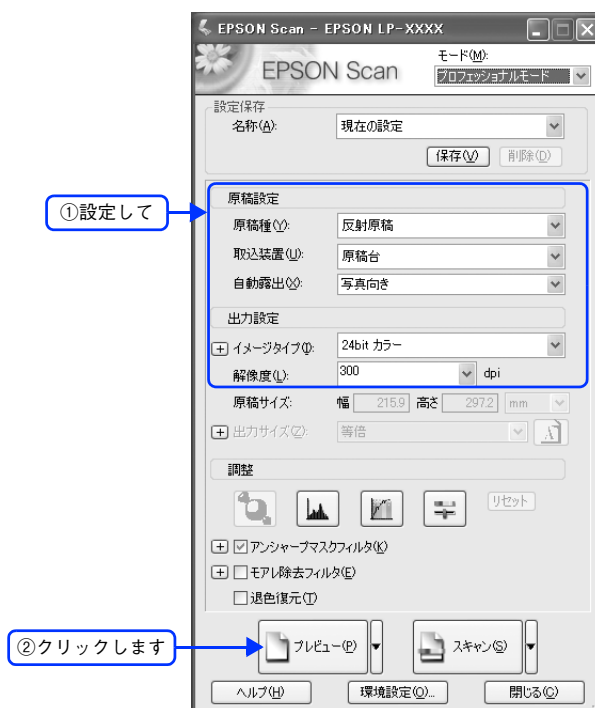 EPSON Scan - EPSON LP-XXXX
EPSON Scan
モード(M):
プロフェッショナルモード
設定保存
名称(A): 現在の設定
保存(V) 削除(D)
①設定して
原稿設定
原稿種(Y): 反射原稿
取込装置(U): 原稿台
自動露出(X): 写真向き
出力設定
イメージタイプ(I): 24bit カラー
解像度(L): 300 dpi
原稿サイズ: 幅 215.9 高さ 297.2 mm
出力サイズ(Z): 等倍
調整
リセット
アンシャープマスクフィルタ(K)
モアレ除去フィルタ(E)
退色復元(T)
②クリックします
プレビュー(P) スキャン(S)
ヘルプ(H) 環境設定(O)... 閉じる(C)